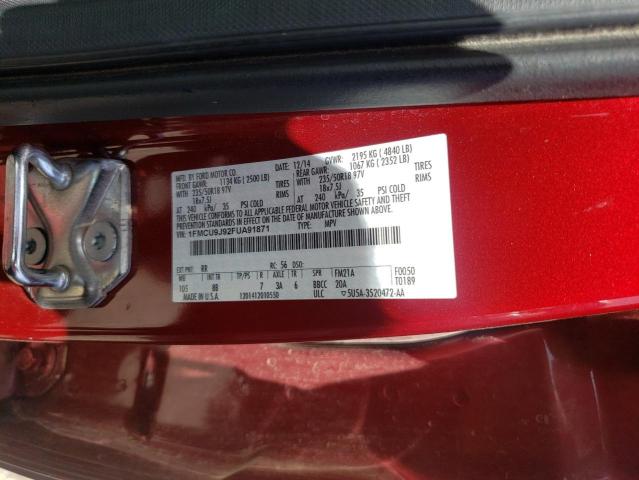 MFD. BY FORD MOTOR CO.
DATE: 12/14 GVWR: 2195 KG ( 4840 LB)
FRONT GAWR: 1134 KG ( 2500 LB) REAR GAWR: 1067 KG ( 2352 LB)
WITH 235/50R18 97V TIRES WITH 235/50R18 97V TIRES
18x7.5J RIMS 18x7.5J RIMS
AT 240 kPa/ 35 PSI COLD AT 240 kPa/ 35 PSI COLD
THIS VEHICLE CONFORMS TO ALL APPLICABLE FEDERAL MOTOR VEHICLE SAFETY AND THEFT
PREVENTION STANDARDS IN EFFECT ON THE DATE OF MANUFACTURE SHOWN ABOVE.
VIN: 1FMCU9J92FUA91871 TYPE: MPV
EXT PNT: RR RC: 56 DSO: F0050
WB INT TR TP/PS R AXLE TR SPR FM21A T0189
105 BB 7 3A 6 BBCC 20A
MADE IN U.S.A. 1201412010550 ULC 5U5A-3520472-AA